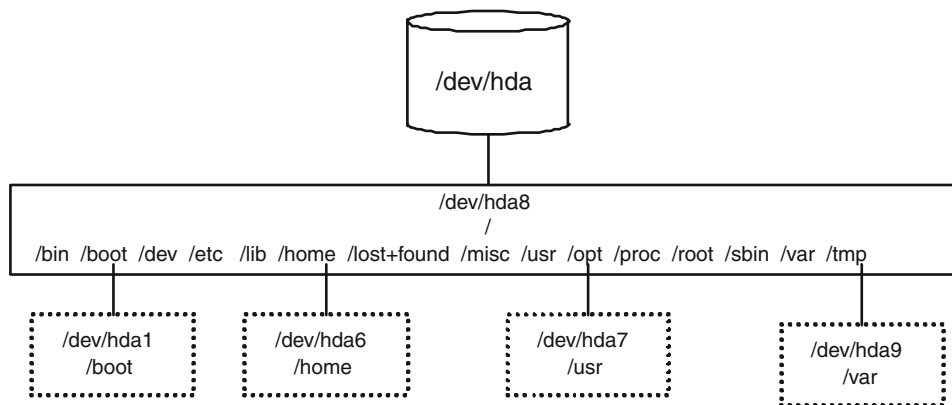 /dev/hda
/dev/hda8
/
/bin /boot /dev /etc /lib /home /lost+found /misc /usr /opt /proc /root /sbin /var /tmp
/dev/hda1
/boot
/dev/hda6
/home
/dev/hda7
/usr
/dev/hda9
/var